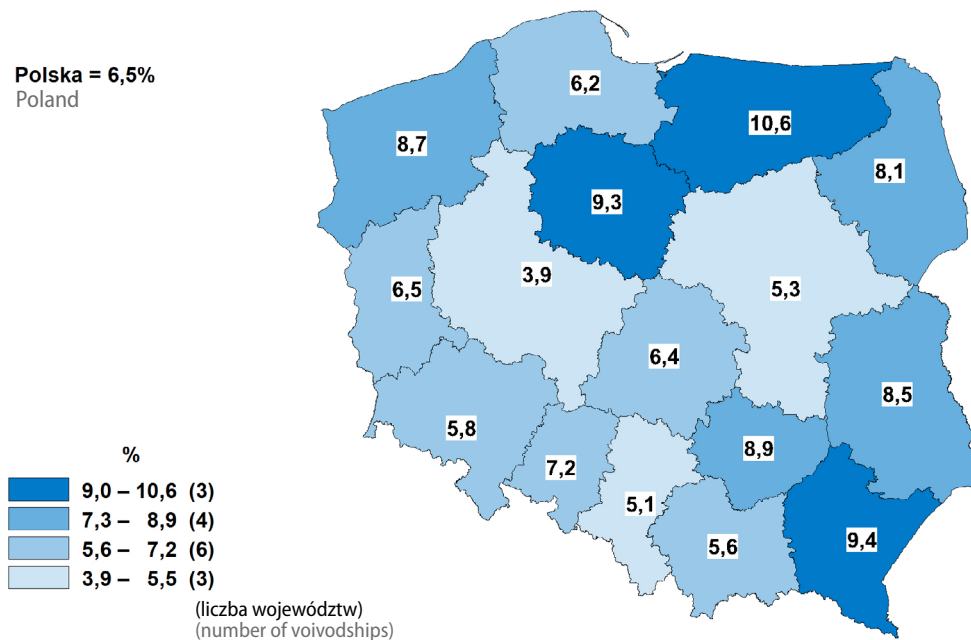 Polska = 6,5%
Poland
6,2
10,6
8,7
8,1
9,3
3,9
6,5
5,3
6,4
8,5
5,8
8,9
7,2
5,1
5,6
9,4
%
9,0 – 10,6 (3)
7,3 – 8,9 (4)
5,6 – 7,2 (6)
3,9 – 5,5 (3)
(liczba województw)
(number of voivodships)